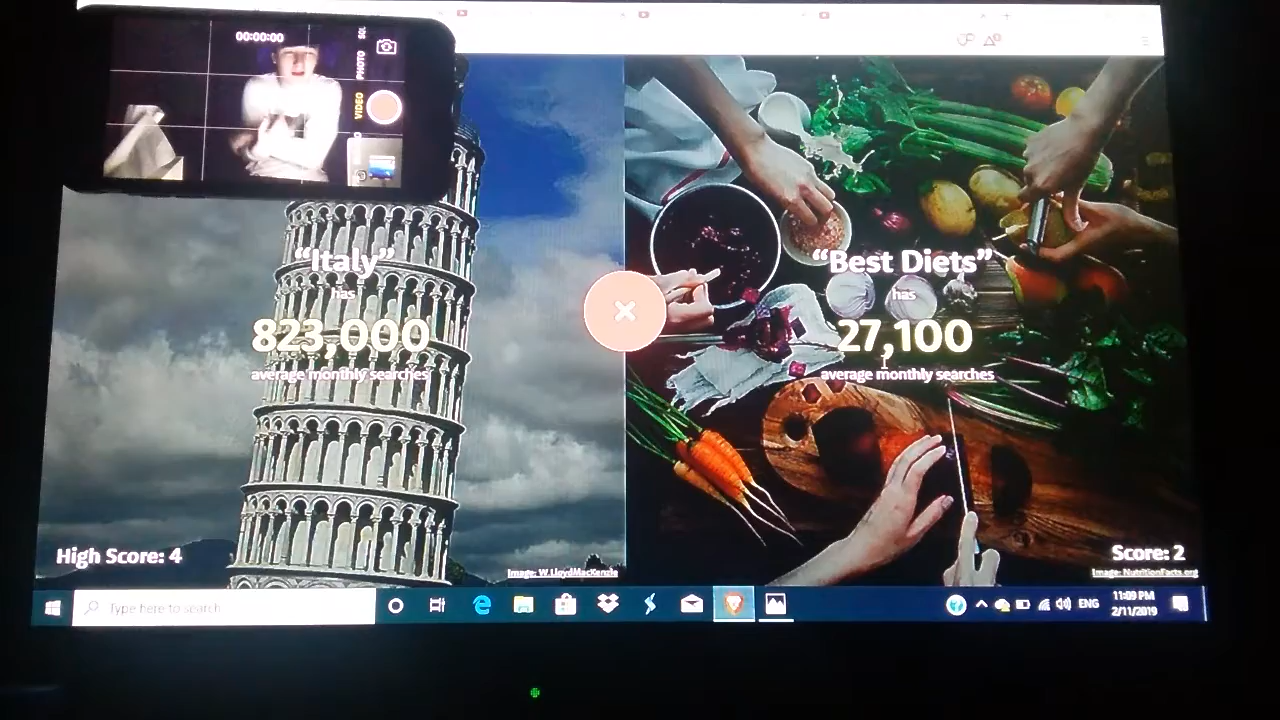 00:00:00
PHOTO
VIDEO
“Italy”
has
823,000
average monthly searches
“Best Diets”
has
27,100
average monthly searches
High Score: 4
Image: W.LloydMacKenzie
Score: 2
Image: NutritionFacts.org
Type here to search
ENG
11:09 PM
2/11/2019